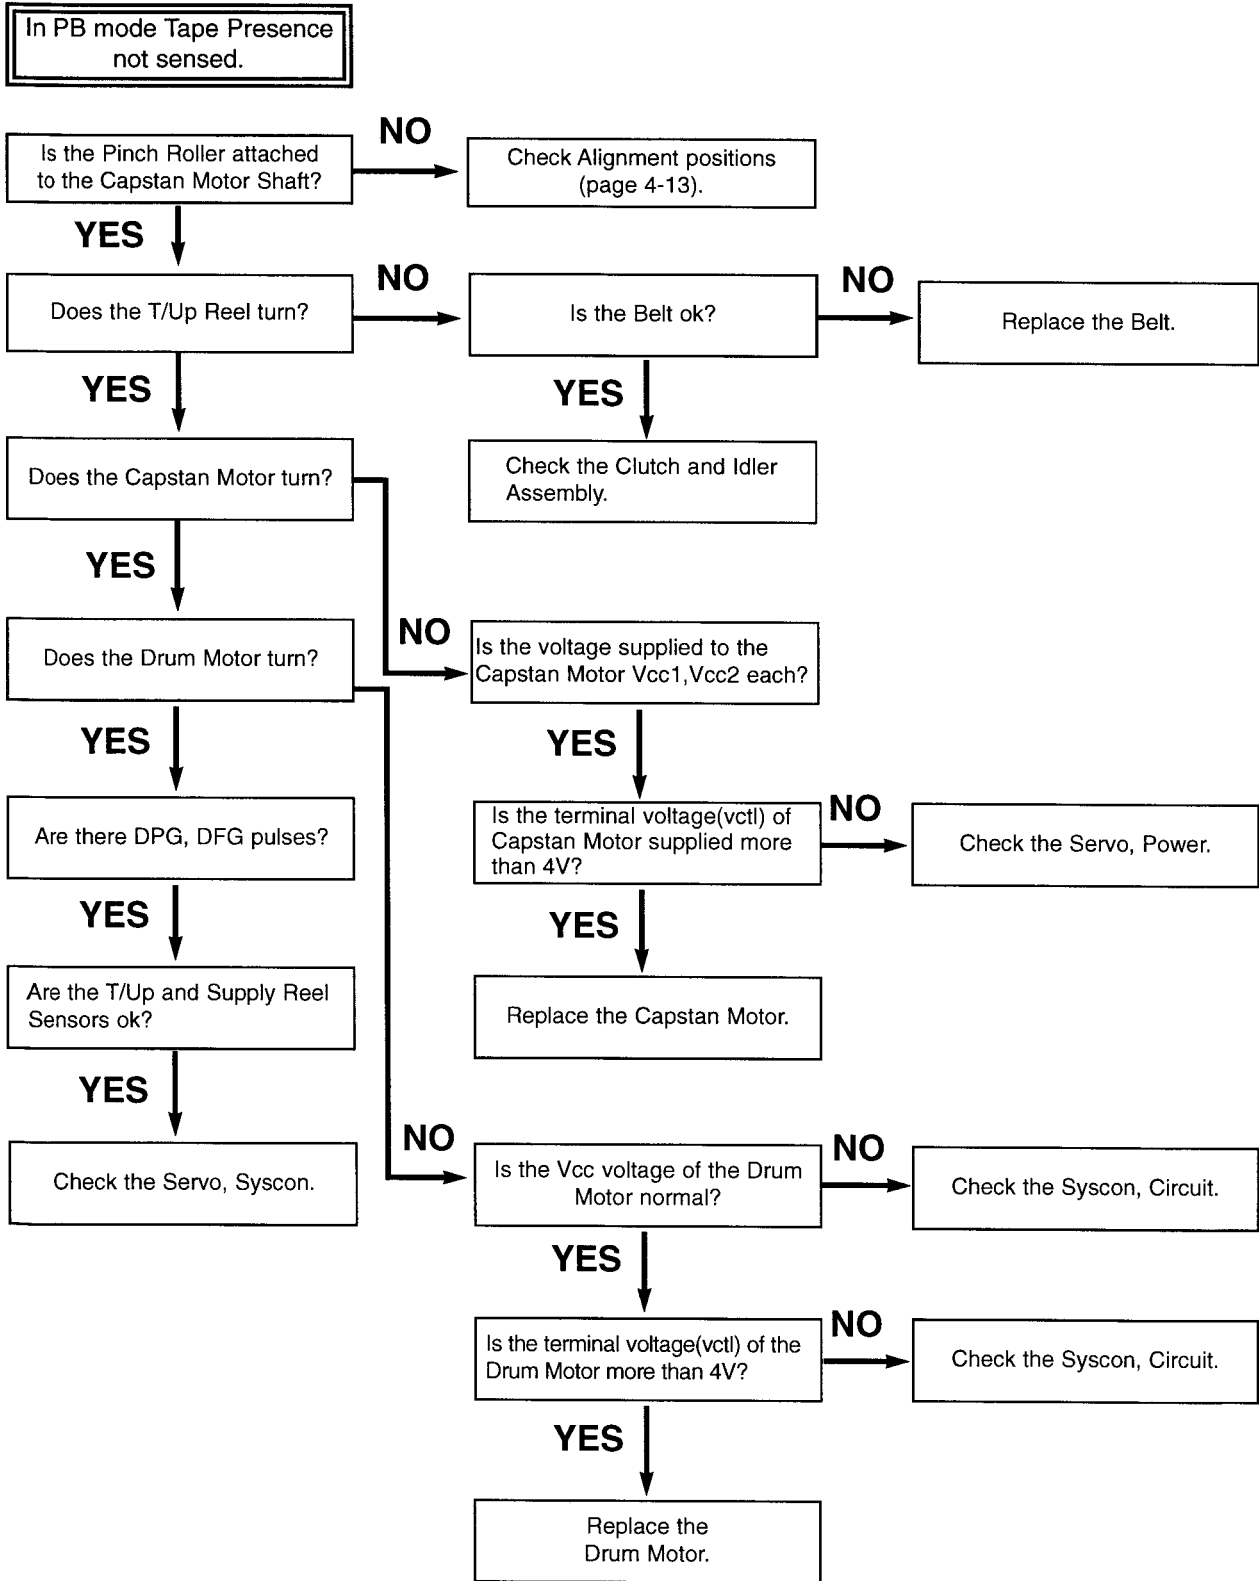 In PB mode Tape Presence
not sensed.
Is the Pinch Roller attached
to the Capstan Motor Shaft?
NO
Check Alignment positions
(page 4-13).
YES
Does the T/Up Reel turn?
NO
Is the Belt ok?
NO
Replace the Belt.
YES
YES
Does the Capstan Motor turn?
Check the Clutch and Idler
Assembly.
YES
NO
Does the Drum Motor turn?
Is the voltage supplied to the
Capstan Motor Vcc1,Vcc2 each?
YES
YES
Are there DPG, DFG pulses?
Is the terminal voltage(vctl) of
Capstan Motor supplied more
than 4V?
NO
Check the Servo, Power.
YES
YES
Are the T/Up and Supply Reel
Sensors ok?
Replace the Capstan Motor.
YES
Check the Servo, Syscon.
NO
Is the Vcc voltage of the Drum
Motor normal?
NO
Check the Syscon, Circuit.
YES
Is the terminal voltage(vctl) of the
Drum Motor more than 4V?
NO
Check the Syscon, Circuit.
YES
Replace the
Drum Motor.